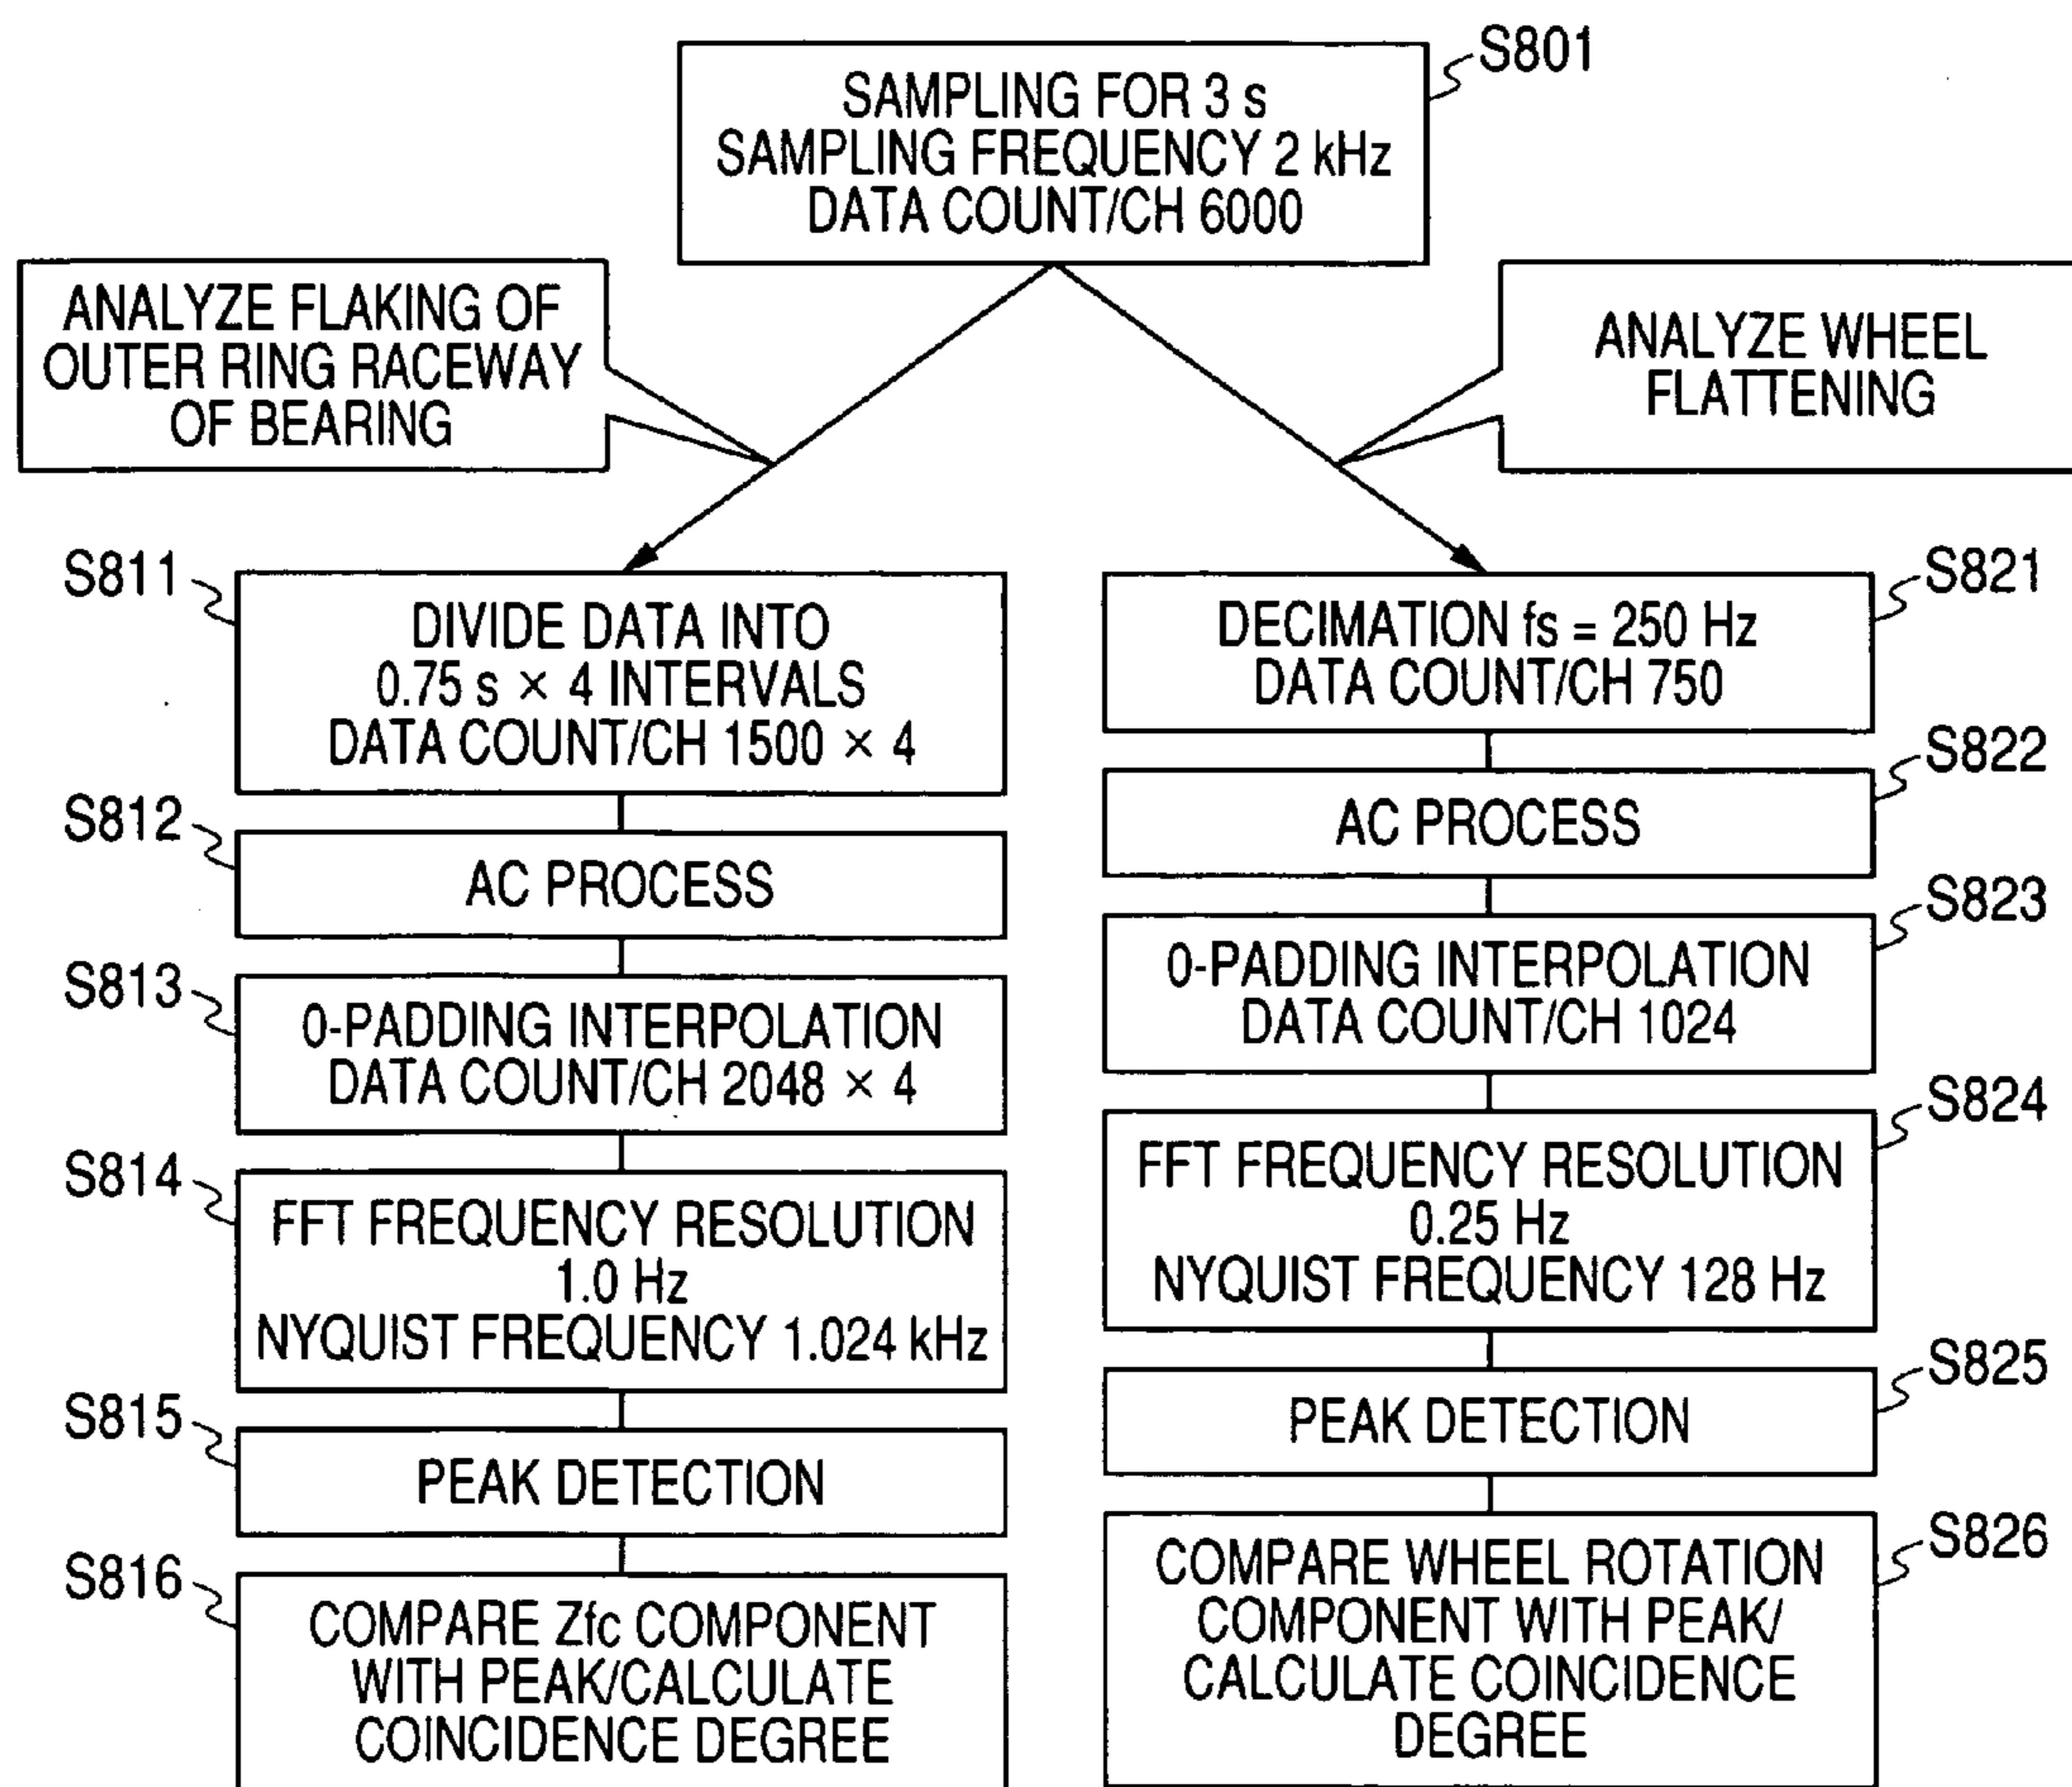 S801
SAMPLING FOR 3 s
SAMPLING FREQUENCY 2 kHz
DATA COUNT/CH 6000
ANALYZE FLAKING OF
OUTER RING RACEWAY
OF BEARING
ANALYZE WHEEL
FLATTENING
S811
DIVIDE DATA INTO
0.75 s × 4 INTERVALS
DATA COUNT/CH 1500 × 4
S812
AC PROCESS
S813
0-PADDING INTERPOLATION
DATA COUNT/CH 2048 × 4
S814
FFT FREQUENCY RESOLUTION
1.0 Hz
NYQUIST FREQUENCY 1.024 kHz
S815
PEAK DETECTION
S816
COMPARE Zfc COMPONENT
WITH PEAK/CALCULATE
COINCIDENCE DEGREE
S821
DECIMATION fs = 250 Hz
DATA COUNT/CH 750
S822
AC PROCESS
S823
0-PADDING INTERPOLATION
DATA COUNT/CH 1024
S824
FFT FREQUENCY RESOLUTION
0.25 Hz
NYQUIST FREQUENCY 128 Hz
S825
PEAK DETECTION
S826
COMPARE WHEEL ROTATION
COMPONENT WITH PEAK/
CALCULATE COINCIDENCE
DEGREE